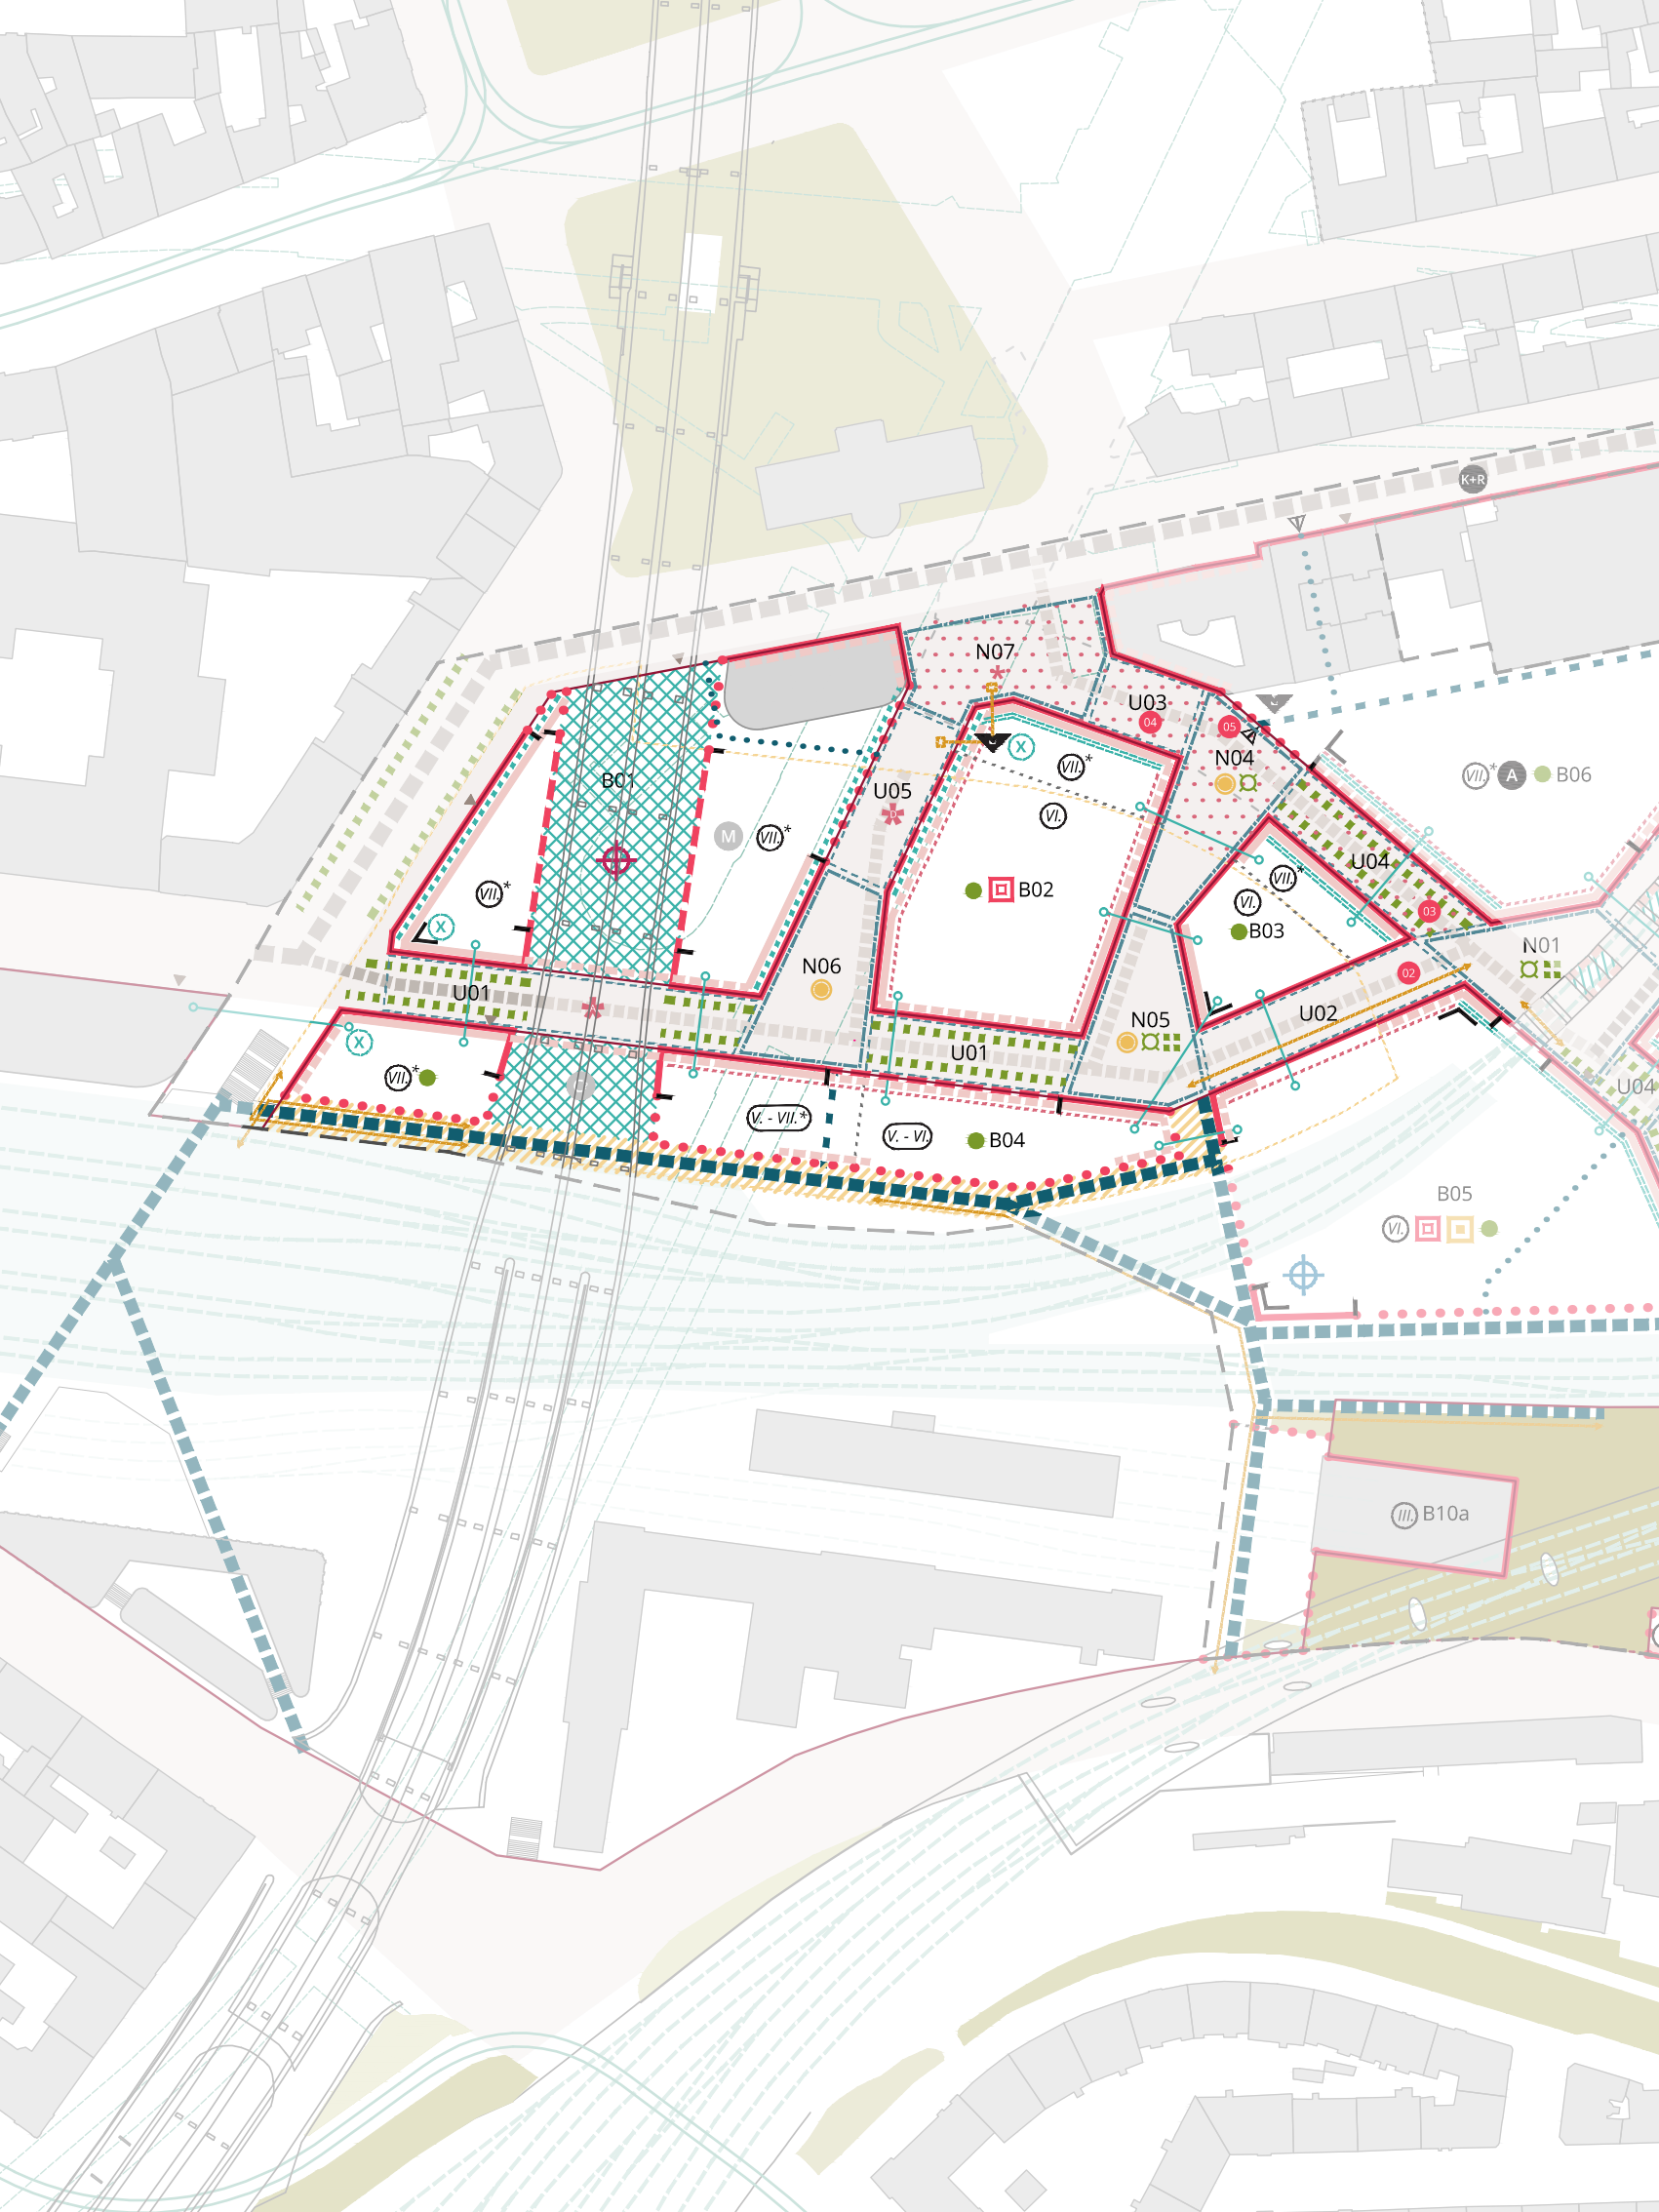 K+R
N07
U03
04
05
N04
X
VII.*
VII.* A B06
B01
U05
VI.
M VII.*
U04
VII.*
B02
VII.*
VI.
03
X
B03
N01
N06
02
U01
U02
N05
X
U01
VII.*
U04
V. - VII.*
V. - VI.
B04
B05
VI.
III. B10a